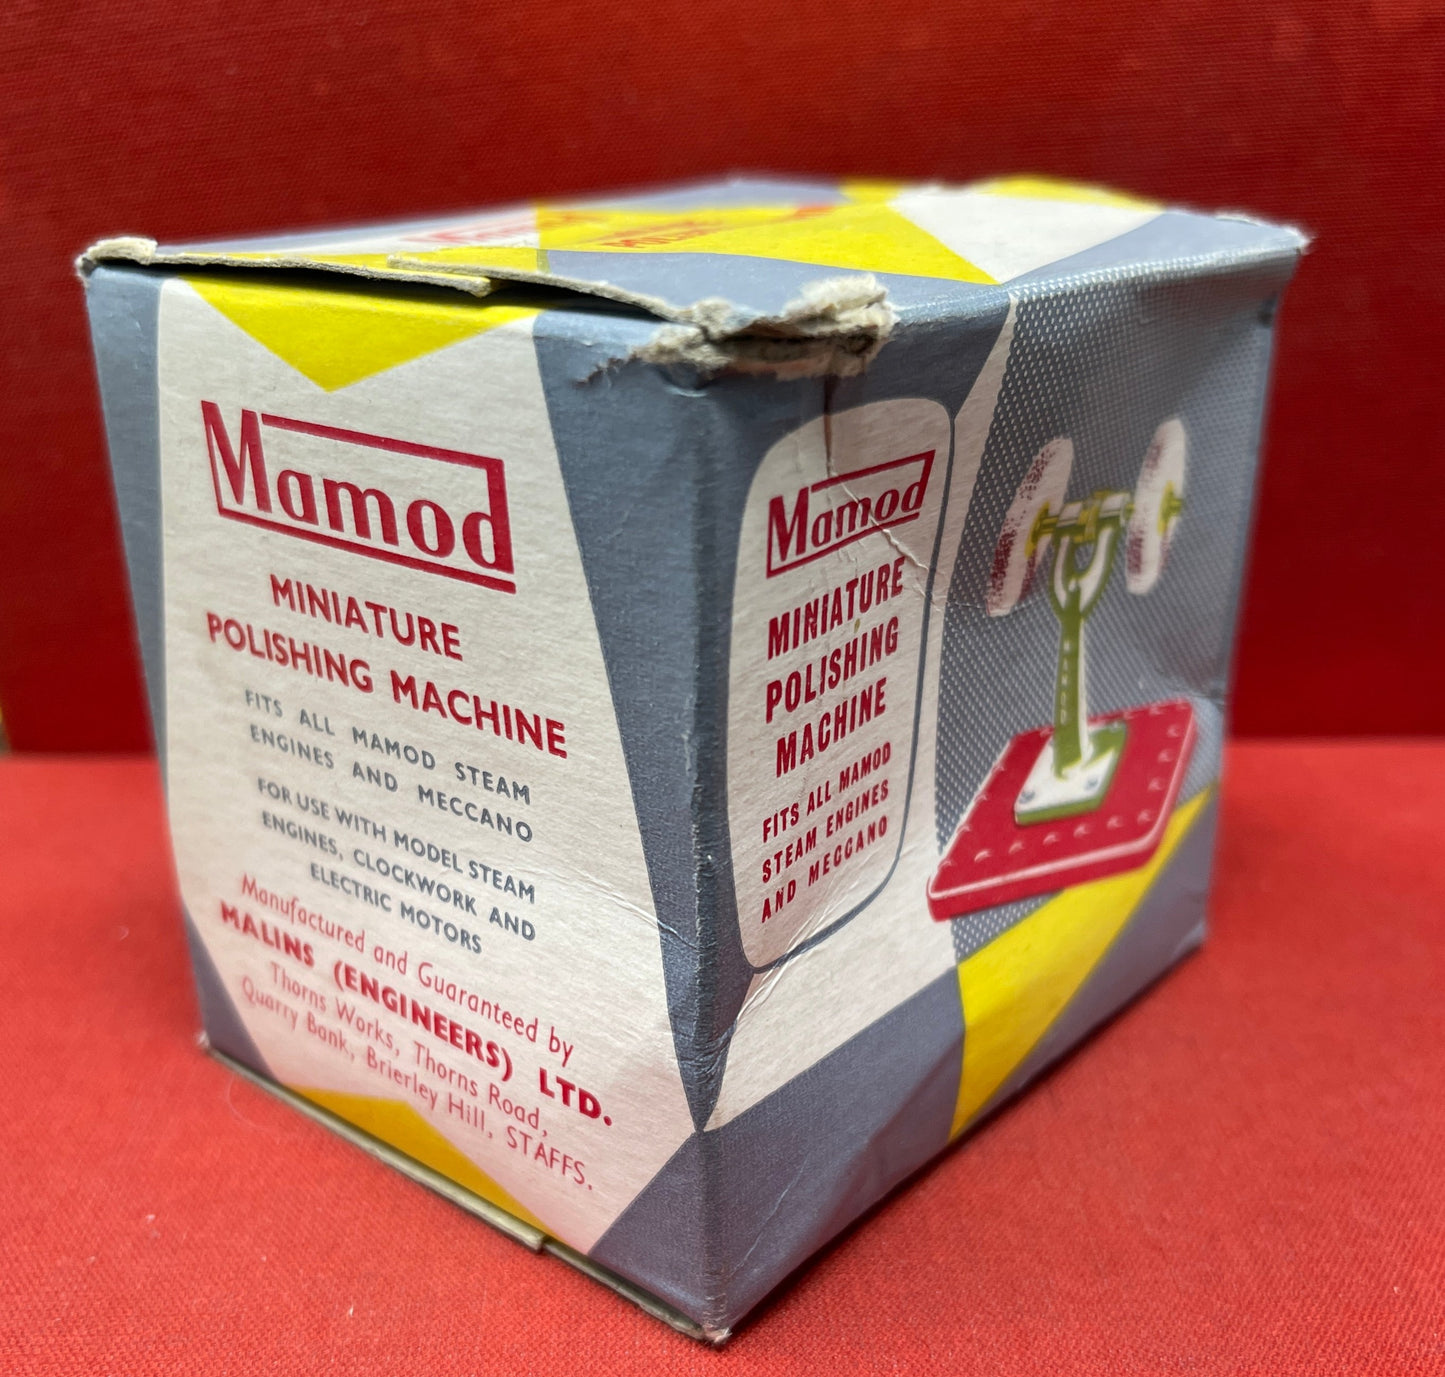 POLISH
Mamod
MINIATURE
POLISHING MACHINE
FITS ALL MAMOD STEAM
ENGINES AND MECCANO
FOR USE WITH MODEL STEAM
ENGINES, CLOCKWORK AND
ELECTRIC MOTORS
Manufactured and Guaranteed by
MALINS (ENGINEERS) LTD.
Thorns Works, Thorns Road,
Quarry Bank, Brierley Hill, STAFFS.
Mamod
MINIATURE
POLISHING
MACHINE
FITS ALL MAMOD
STEAM ENGINES
AND MECCANO